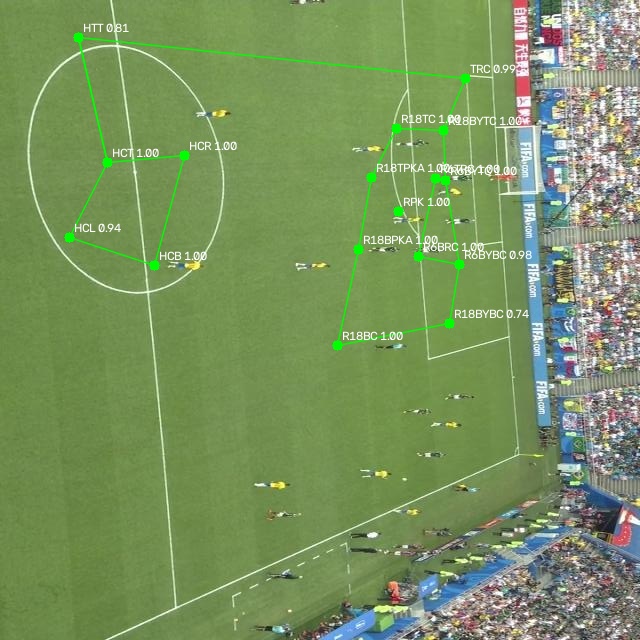 HTT 0.81
TRC 0.99
R18TC 1.00
R18BYTC 1.00
HCT 1.00
HCR 1.00
R18TPKA 1.00
RPK 1.00
HCL 0.94
R18BPKA 1.00
R6BRC 1.00
R6BYBC 0.98
HCB 1.00
R18BYBC 0.74
R18BC 1.00
FIFA.com
FIFA.com
FIFA.com
FIFA.com